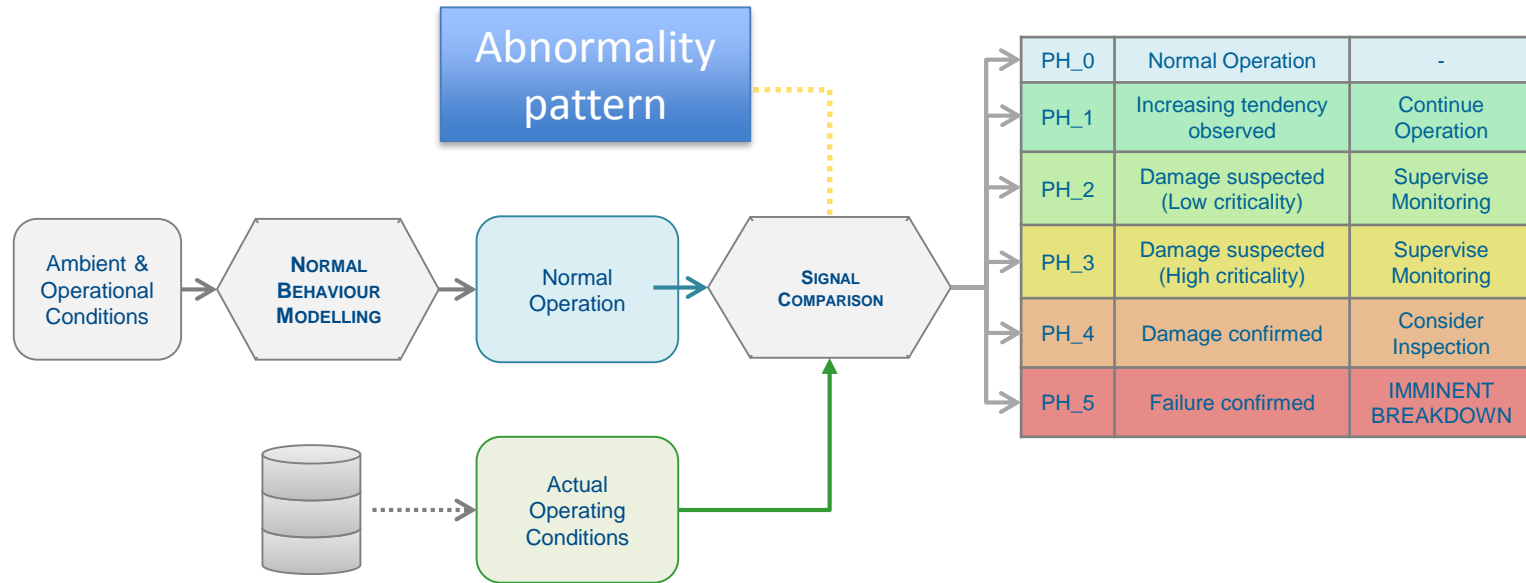 Abnormality
pattern
Ambient &
Operational
Conditions
NORMAL
BEHAVIOUR
MODELLING
Normal
Operation
SIGNAL
COMPARISON
Actual
Operating
Conditions
PH_0
Normal Operation
-
PH_1
Increasing tendency
observed
Continue
Operation
PH_2
Damage suspected
(Low criticality)
Supervise
Monitoring
PH_3
Damage suspected
(High criticality)
Supervise
Monitoring
PH_4
Damage confirmed
Consider
Inspection
PH_5
Failure confirmed
IMMINENT
BREAKDOWN